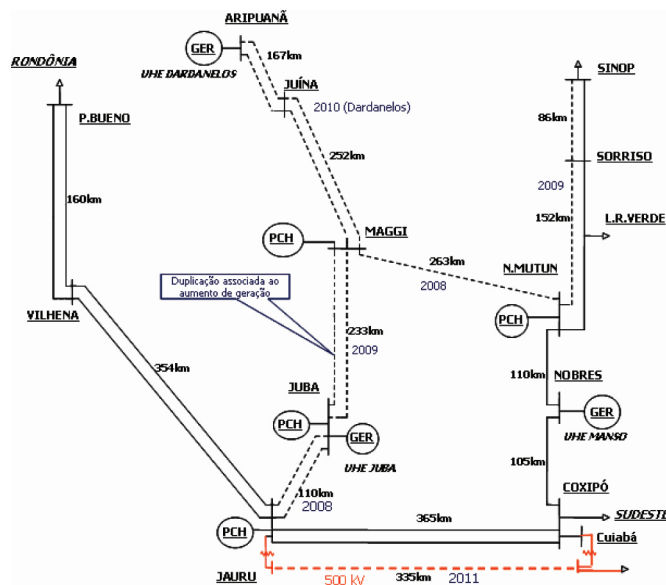 ARIPUANÃ
GER
UHE DARDANELOS
167km
RONDÔNIA
JUÍNA
2010 (Dardanelos)
SINOP
P.BUENO
86km
252km
SORRISO
160km
2009
152km
L.R.VERDE
PCH
MAGGI
263km
N.MUTUN
2008
Duplicação associada ao
aumento de geração
PCH
VILHENA
233km
2009
354km
110km
NOBRES
JUBA
PCH
GER
UHE JUBA
GER
UHE MANSO
105km
110km
2008
COXIPÓ
365km
SUDESTE
PCH
Cuiabá
JAURU
500 kV
335km
2011